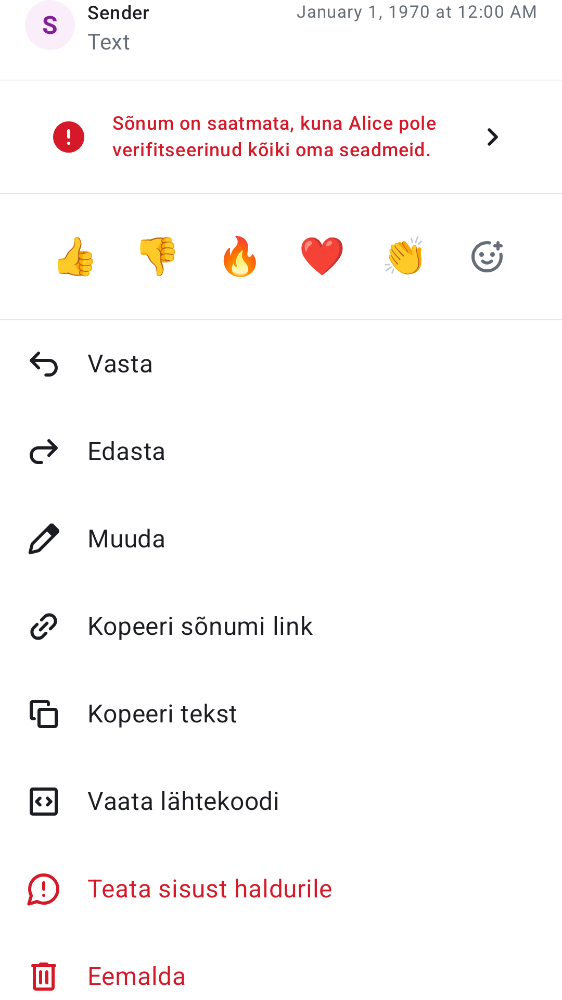 S
Sender
January 1, 1970 at 12:00 AM
Text
Sõnum on saatmata, kuna Alice pole
verifitseerinud kõiki oma seadmeid.
Vasta
Edasta
Muuda
Kopeeri sõnumi link
Kopeeri tekst
Vaata lähtekoodi
Teata sisust haldurile
Eemalda